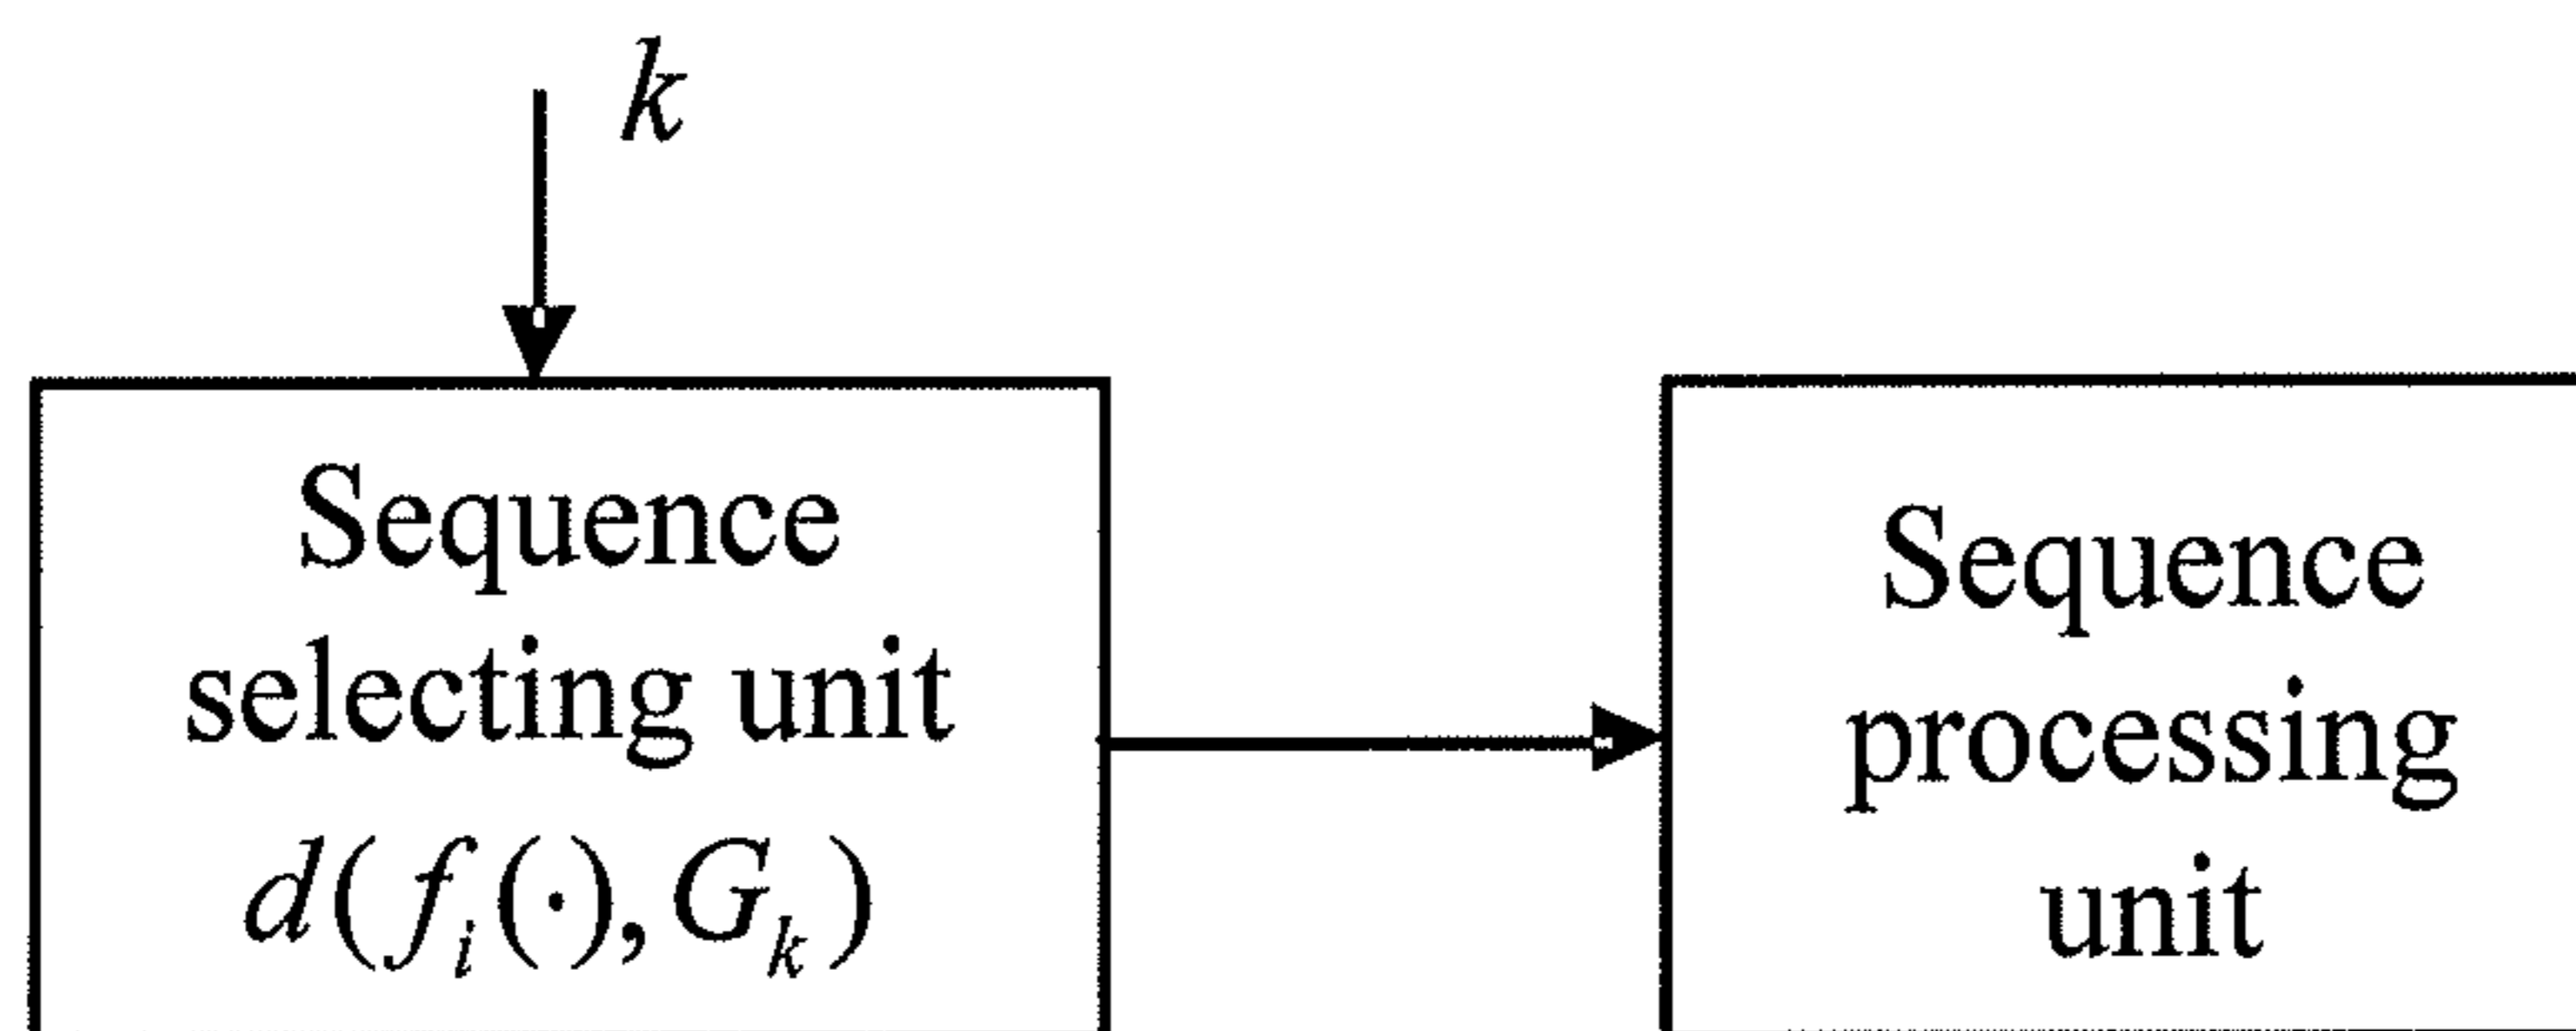 k
Sequence
selecting unit
d(f_i(·), G_k)
Sequence
processing
unit